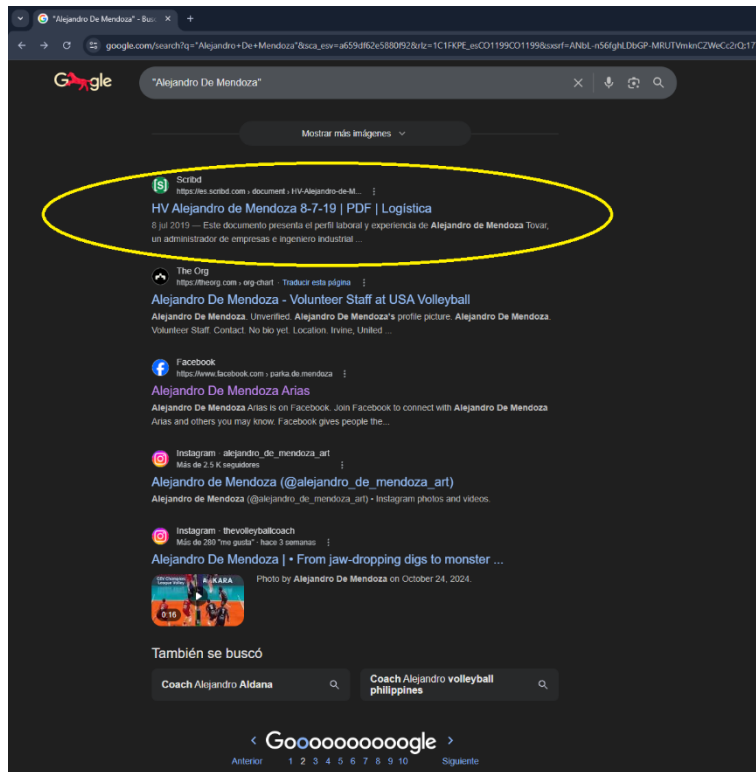 "Alejandro De Mendoza" - Bus
google.com/search?q="Alejandro+De+Mendoza"&sca_esv=a659df62e5880f92&rlz=1C1FKPE_esCO1199CO1199&sxsrf=
Google
"Alejandro De Mendoza"
Mostrar más imágenes
Scribd
https://es.scribd.com › document › HV-Alejandro-de-M...
HV Alejandro de Mendoza 8-7-19 | PDF | Logística
8 jul 2019 — Este documento presenta el perfil laboral y experiencia de Alejandro de Mendoza Tovar,
un administrador de empresas e ingeniero industrial ...
The Org
https://theorg.com › org-chart · Traducir esta página
Alejandro De Mendoza - Volunteer Staff at USA Volleyball
Alejandro De Mendoza. Unverified. Alejandro De Mendoza's profile picture. Alejandro De Mendoza.
Volunteer Staff. Contact. No bio yet. Location. Irvine, United ...
Facebook
https://www.facebook.com › parka.de.mendoza
Alejandro De Mendoza Arias
Alejandro De Mendoza Arias is on Facebook. Join Facebook to connect with Alejandro De Mendoza
Arias and others you may know. Facebook gives people the...
Instagram · alejandro_de_mendoza_art
Más de 2.5 K seguidores
Alejandro de Mendoza (@alejandro_de_mendoza_art)
Alejandro de Mendoza (@alejandro_de_mendoza_art) • Instagram photos and videos.
Instagram · thevolleyballcoach
Más de 280 "me gusta" · hace 3 semanas
Alejandro De Mendoza | • From jaw-dropping digs to monster ...
Photo by Alejandro De Mendoza on October 24, 2024.
0:16
También se buscó
Coach Alejandro Aldana
Coach Alejandro volleyball
philippines
Goooooooooogle
Anterior 1 2 3 4 5 6 7 8 9 10 Siguiente